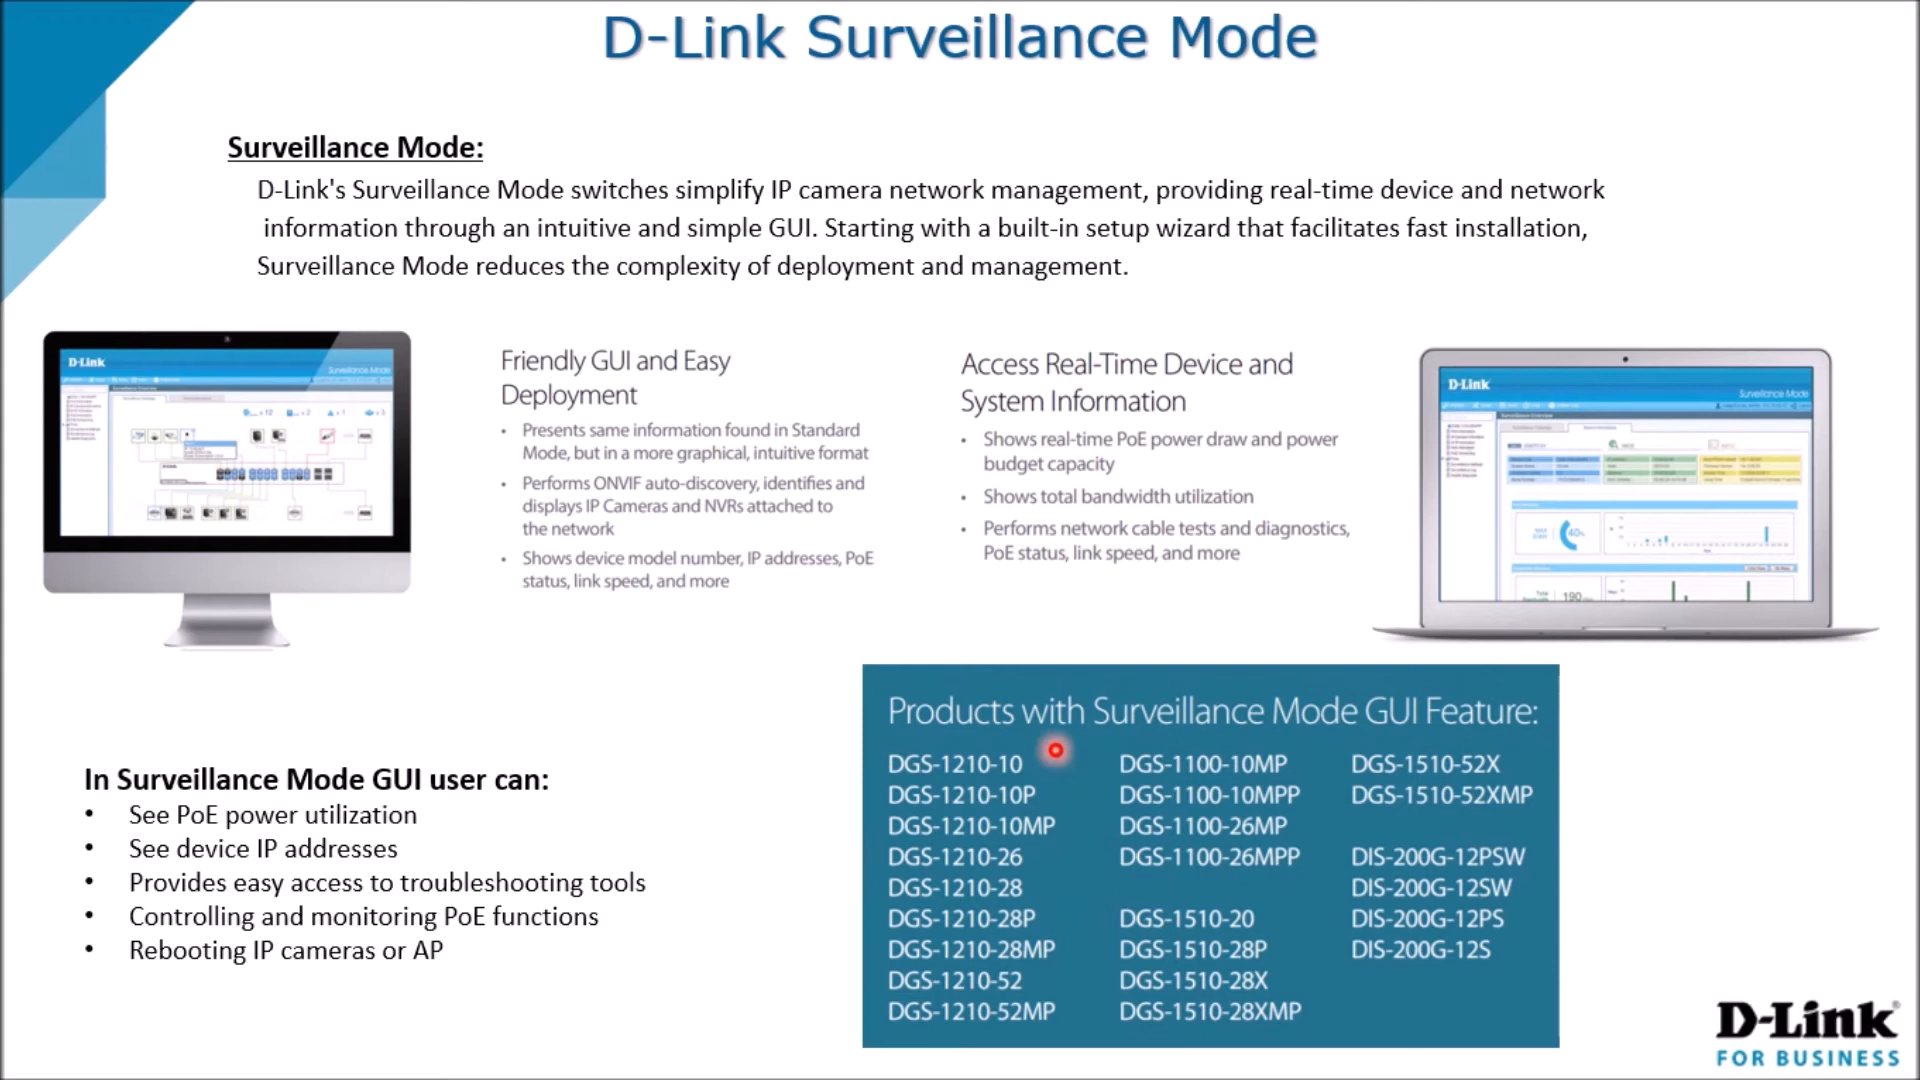 D-Link Surveillance Mode
Surveillance Mode:
D-Link's Surveillance Mode switches simplify IP camera network management, providing real-time device and network
information through an intuitive and simple GUI. Starting with a built-in setup wizard that facilitates fast installation,
Surveillance Mode reduces the complexity of deployment and management.
D-Link
Surveillance Mode
Friendly GUI and Easy
Deployment
• Presents same information found in Standard
Mode, but in a more graphical, intuitive format
• Performs ONVIF auto-discovery, identifies and
displays IP Cameras and NVRs attached to
the network
• Shows device model number, IP addresses, PoE
status, link speed, and more
Access Real-Time Device and
System Information
• Shows real-time PoE power draw and power
budget capacity
• Shows total bandwidth utilization
• Performs network cable tests and diagnostics,
PoE status, link speed, and more
D-Link
Surveillance Mode
40%
190
In Surveillance Mode GUI user can:
• See PoE power utilization
• See device IP addresses
• Provides easy access to troubleshooting tools
• Controlling and monitoring PoE functions
• Rebooting IP cameras or AP
Products with Surveillance Mode GUI Feature:
DGS-1210-10
DGS-1210-10P
DGS-1210-10MP
DGS-1210-26
DGS-1210-28
DGS-1210-28P
DGS-1210-28MP
DGS-1210-52
DGS-1210-52MP
DGS-1100-10MP
DGS-1100-10MPP
DGS-1100-26MP
DGS-1100-26MPP
DGS-1510-20
DGS-1510-28P
DGS-1510-28X
DGS-1510-28XMP
DGS-1510-52X
DGS-1510-52XMP
DIS-200G-12PSW
DIS-200G-12SW
DIS-200G-12PS
DIS-200G-12S
D-Link®
FOR BUSINESS